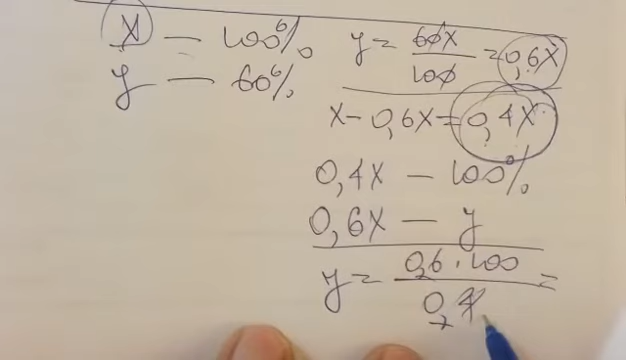 x — 100%
y — 60%
y = 60x / 100 = 0,6x
x - 0,6x = 0,4x
0,4x — 100%
0,6x — y
y = 0,6 · 100 / 0,4 =